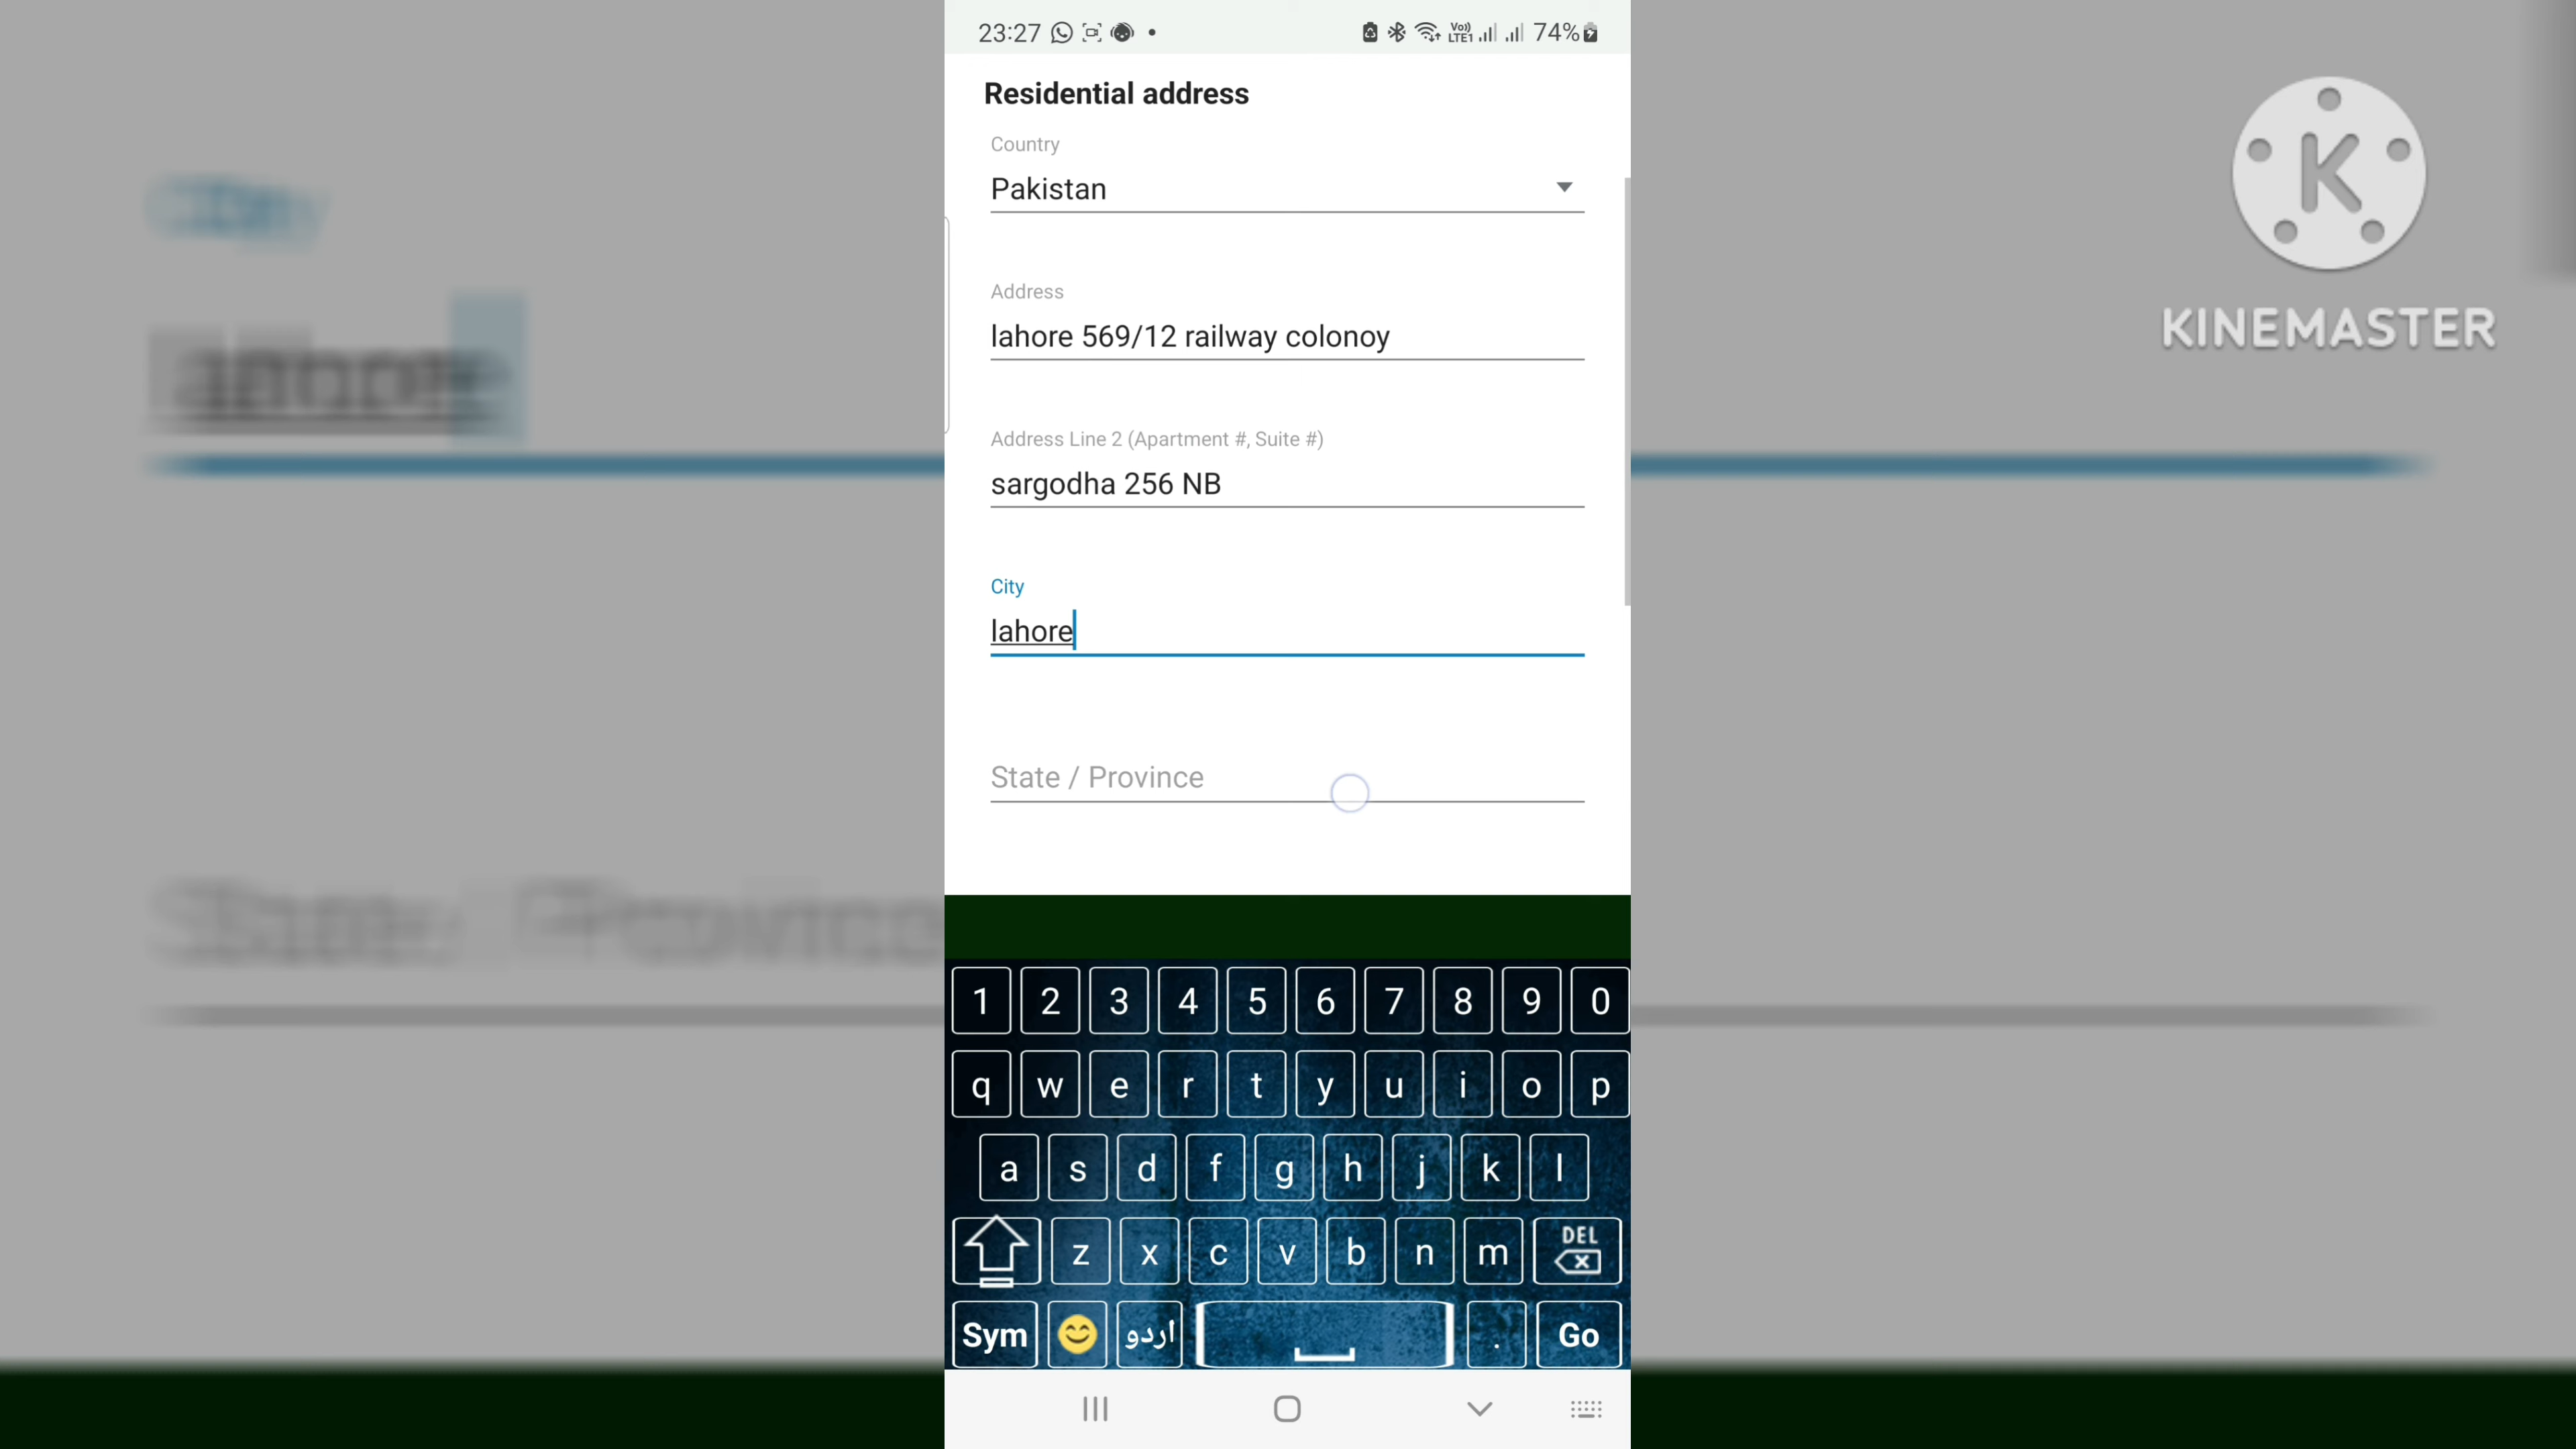 23:27 74%
Residential address
Country
Pakistan
Address
lahore 569/12 railway colonoy
Address Line 2 (Apartment #, Suite #)
sargodha 256 NB
City
lahore
State / Province
K
KINEMASTER
Vo)) LTE1
1 2 3 4 5 6 7 8 9 0
q w e r t y u i o p
a s d f g h j k l
z x c v b n m DEL
Sym اردو . Go